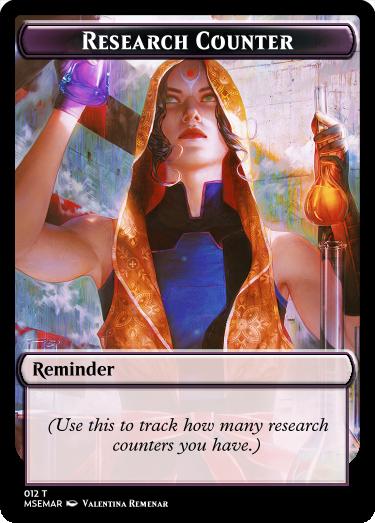 Research Counter
Reminder
(Use this to track how many research
counters you have.)
012 T
MSEMAR Valentina Remenar